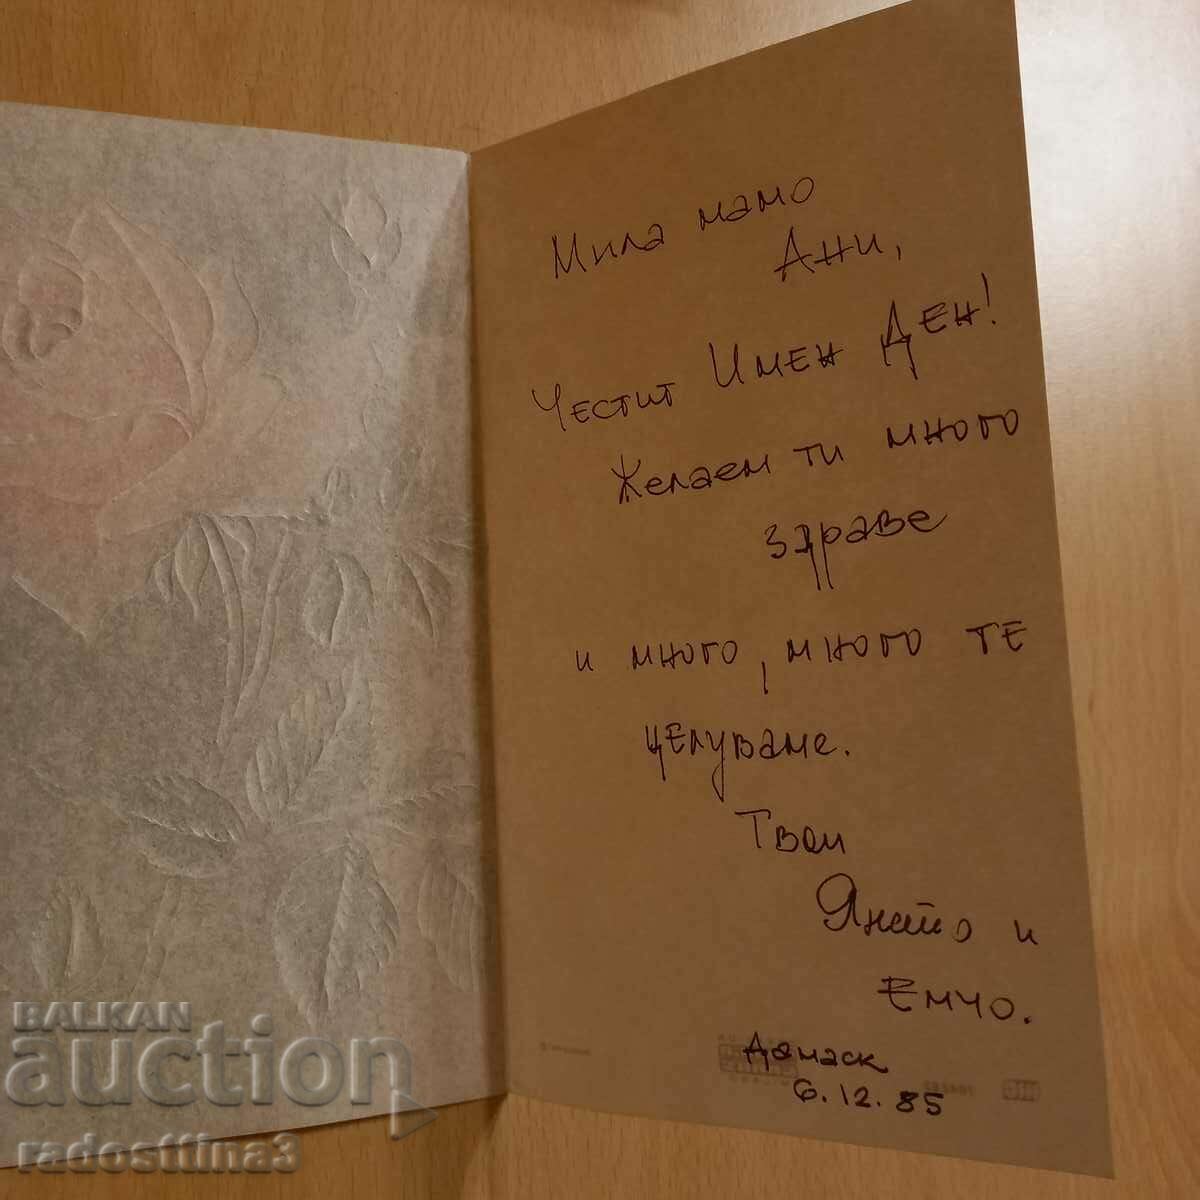 Мила мамо
Ани,
Честит Имен Ден!
Желаем ти много
здраве
и много, много те
целуваме.
Твои
Янито и
Емчо.
Дамаск
6.12.85
BALKAN
auction
radosttina3